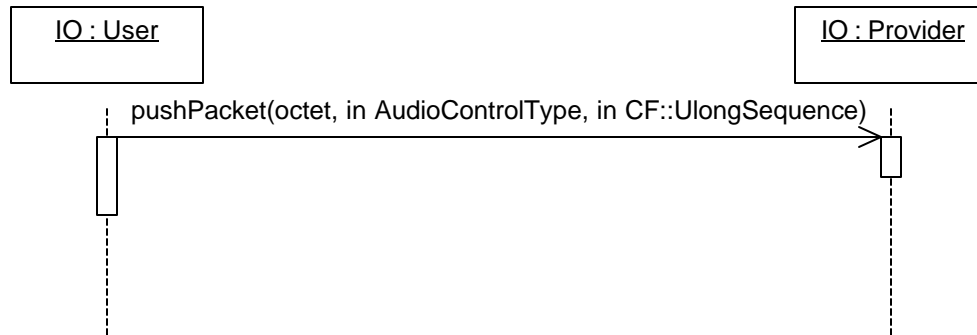 IO : User
IO : Provider
pushPacket(octet, in AudioControlType, in CF::UlongSequence)